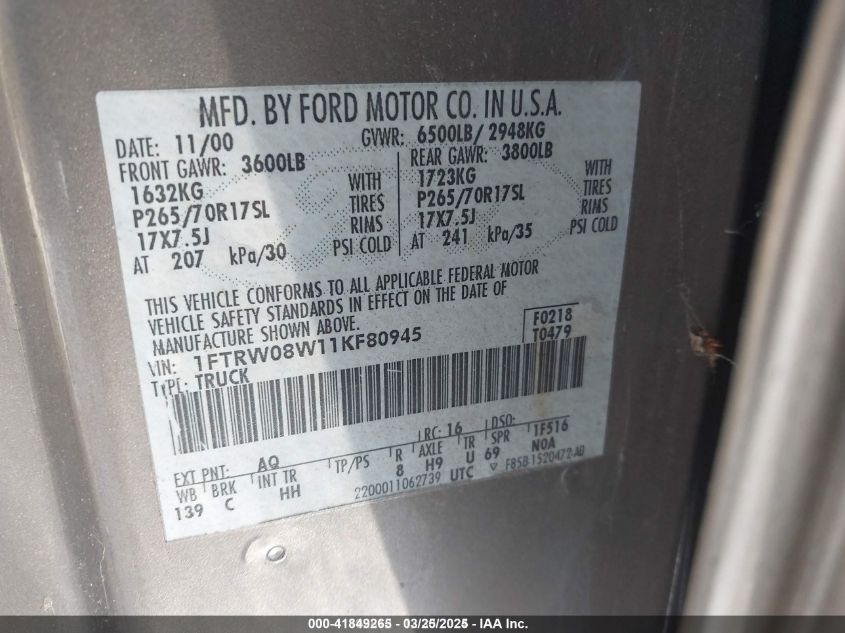 MFD. BY FORD MOTOR CO. IN U.S.A.
DATE: 11/00 GVWR: 6500LB/ 2948KG
FRONT GAWR: 3600LB REAR GAWR: 3800LB
1632KG WITH 1723KG WITH
P265/70R17SL TIRES P265/70R17SL TIRES
17X7.5J RIMS 17X7.5J RIMS
AT 207 kPa/30 PSI COLD AT 241 kPa/35 PSI COLD
THIS VEHICLE CONFORMS TO ALL APPLICABLE FEDERAL MOTOR
VEHICLE SAFETY STANDARDS IN EFFECT ON THE DATE OF
MANUFACTURE SHOWN ABOVE.
F0218
VIN: 1FTRW08W11KF80945 T0479
TYPE: TRUCK
EXT PNT: AQ RC: 16 DSO: 1F516
WB BRK INT TR TP/PS R AXLE TR SPR N0A
139 C HH 8 H9 U 69
2200011062739 UTC F85B-1520472-AB
000-41849265 - 03/25/2025 - IAA Inc.